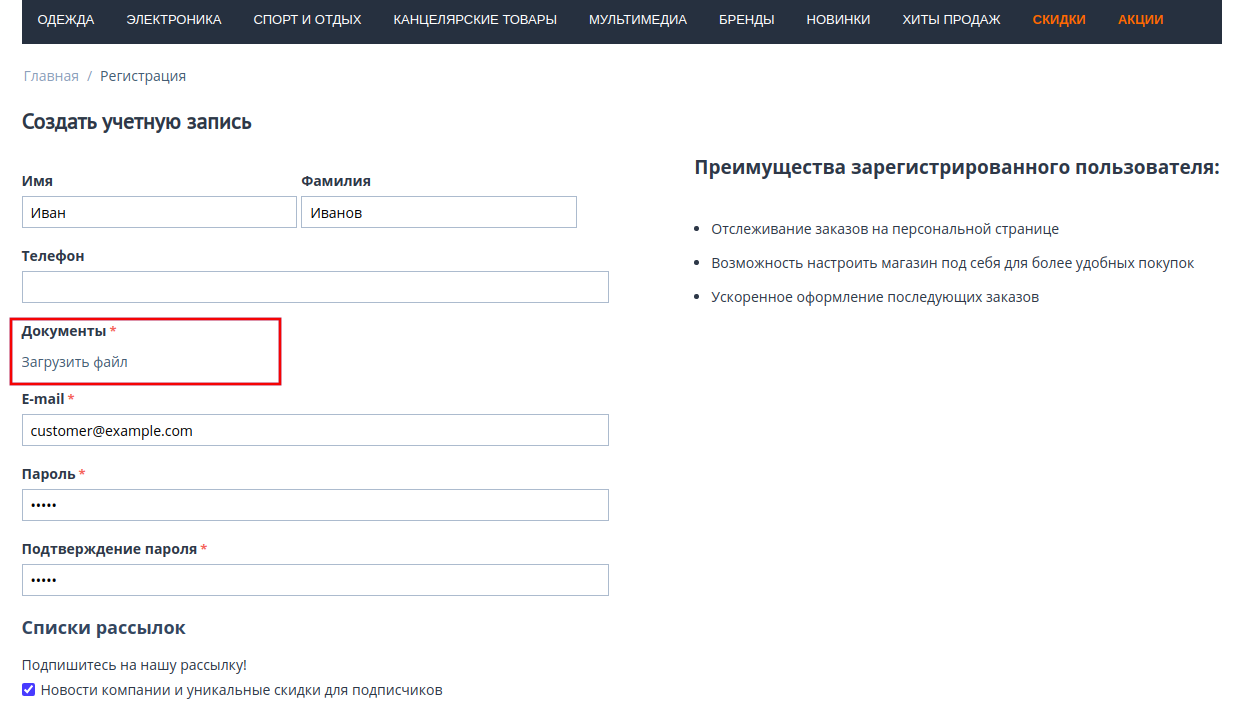 ОДЕЖДА ЭЛЕКТРОНИКА СПОРТ И ОТДЫХ КАНЦЕЛЯРСКИЕ ТОВАРЫ МУЛЬТИМЕДИА БРЕНДЫ НОВИНКИ ХИТЫ ПРОДАЖ СКИДКИ АКЦИИ
Главная / Регистрация
Создать учетную запись
Имя Фамилия
Иван Иванов
Телефон
Документы *
Загрузить файл
E-mail *
customer@example.com
Пароль *
•••••
Подтверждение пароля *
•••••
Списки рассылок
Подпишитесь на нашу рассылку!
Новости компании и уникальные скидки для подписчиков
Преимущества зарегистрированного пользователя:
• Отслеживание заказов на персональной странице
• Возможность настроить магазин под себя для более удобных покупок
• Ускоренное оформление последующих заказов